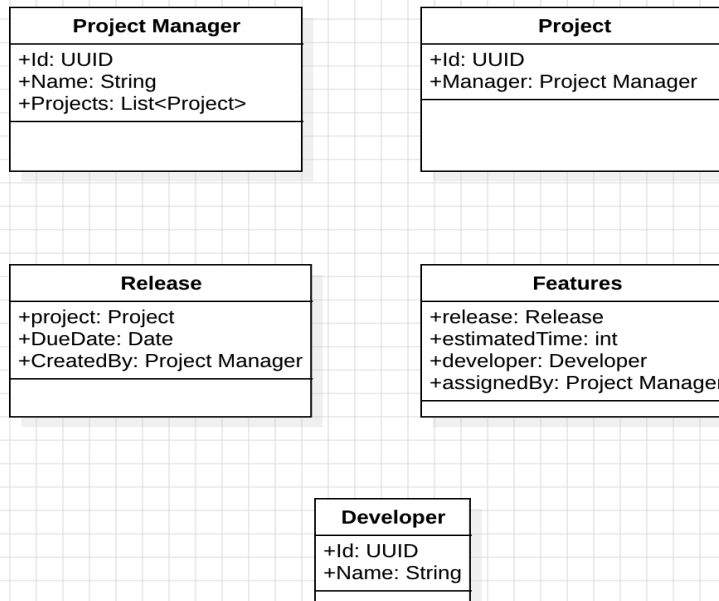 Project Manager
+Id: UUID
+Name: String
+Projects: List<Project>
Project
+Id: UUID
+Manager: Project Manager
Release
+project: Project
+DueDate: Date
+CreatedBy: Project Manager
Features
+release: Release
+estimatedTime: int
+developer: Developer
+assignedBy: Project Manager
Developer
+Id: UUID
+Name: String